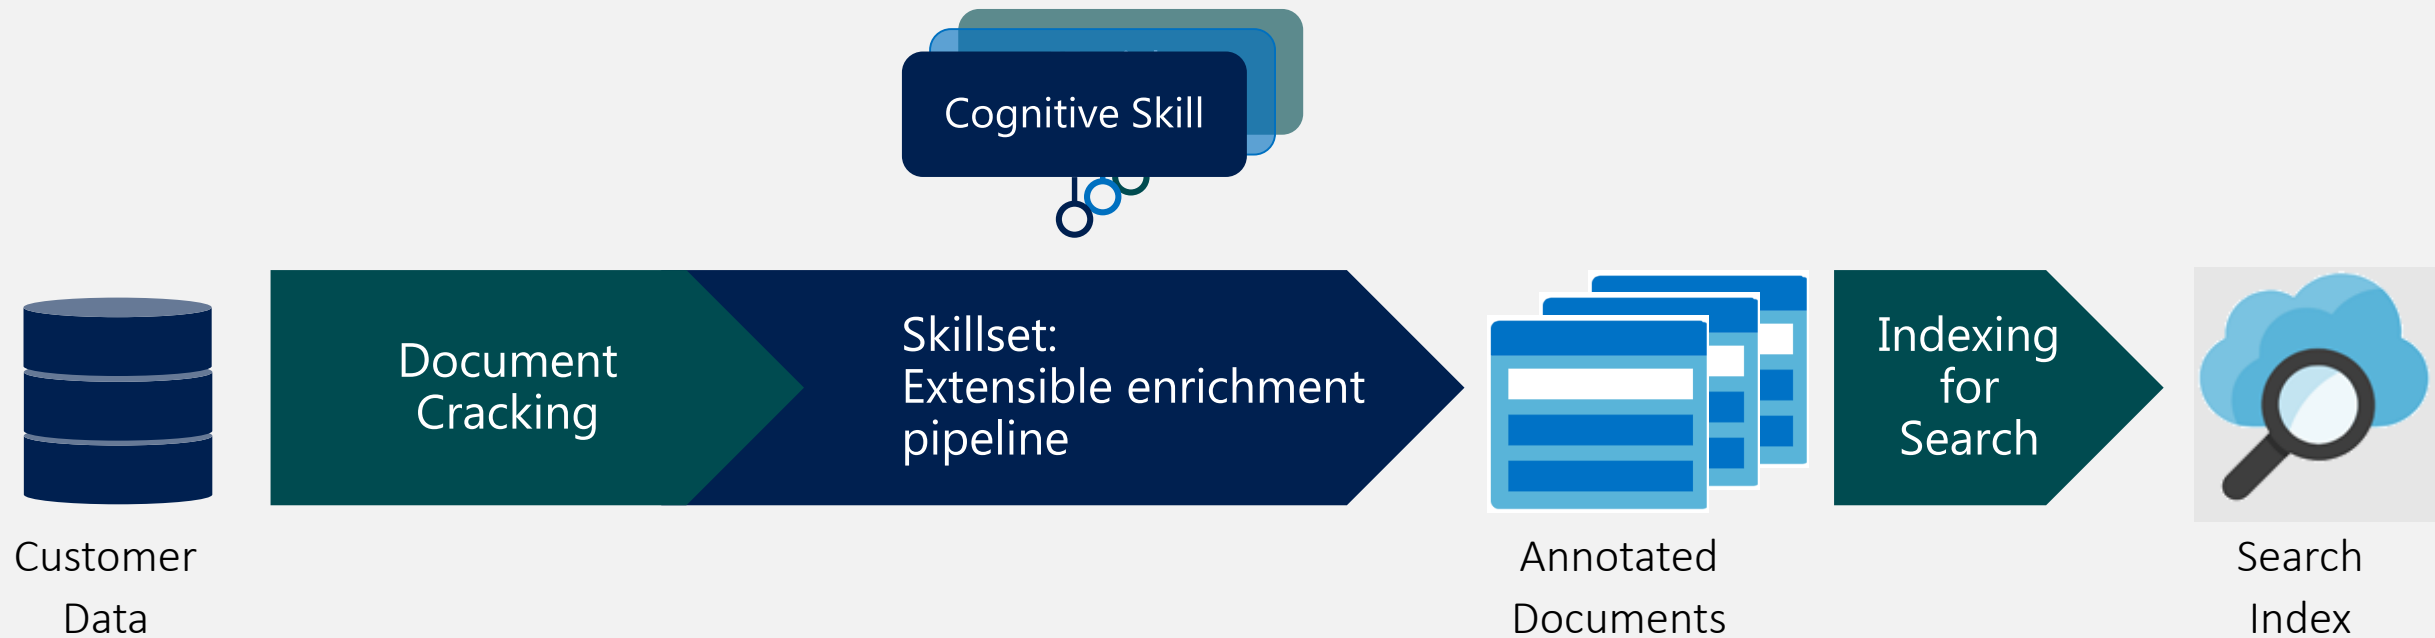 Cognitive Skill
Document
Cracking
Skillset:
Extensible enrichment
pipeline
Indexing
for
Search
Customer
Data
Annotated
Documents
Search
Index